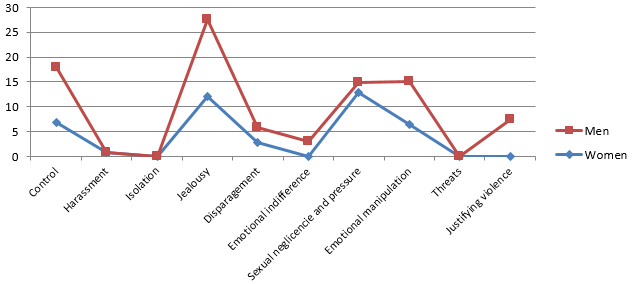 30
25
20
15
10
5
0
Control
Harassment
Isolation
Jealousy
Disparagement
Emotional indifference
Sexual neglicencie and pressure
Emotional manipulation
Threats
Justifying violence
Men
Women